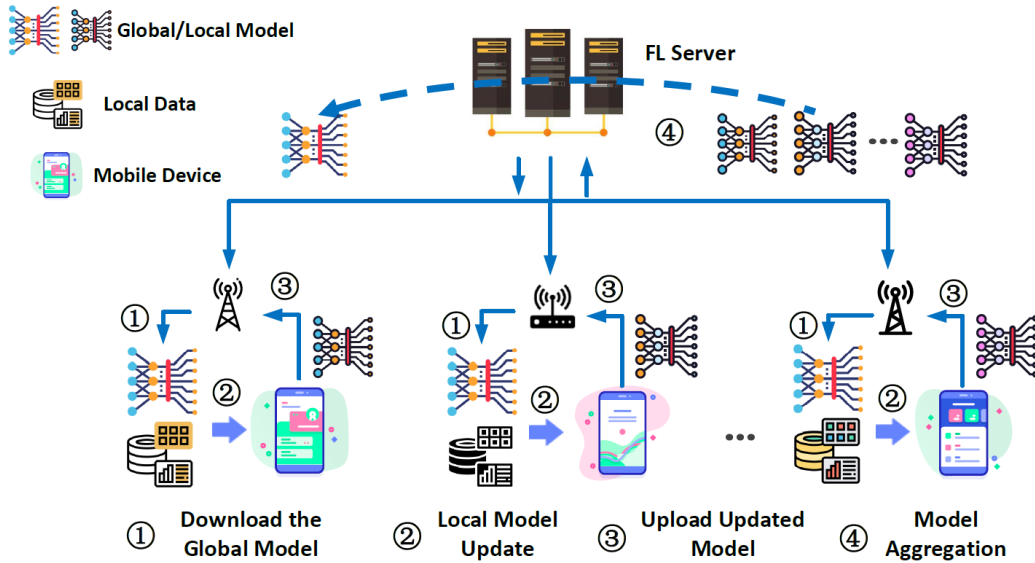 Global/Local Model
FL Server
Local Data
④
Mobile Device
③
③
③
①
①
①
②
②
②
①
Download the
Global Model
②
Local Model
Update
③
Upload Updated
Model
④
Model
Aggregation